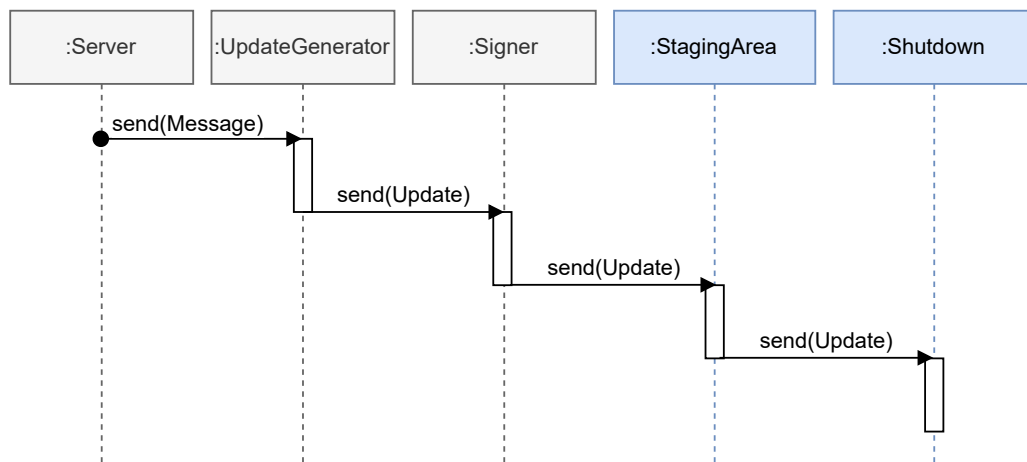 :Server
:UpdateGenerator
:Signer
:StagingArea
:Shutdown
send(Message)
send(Update)
send(Update)
send(Update)